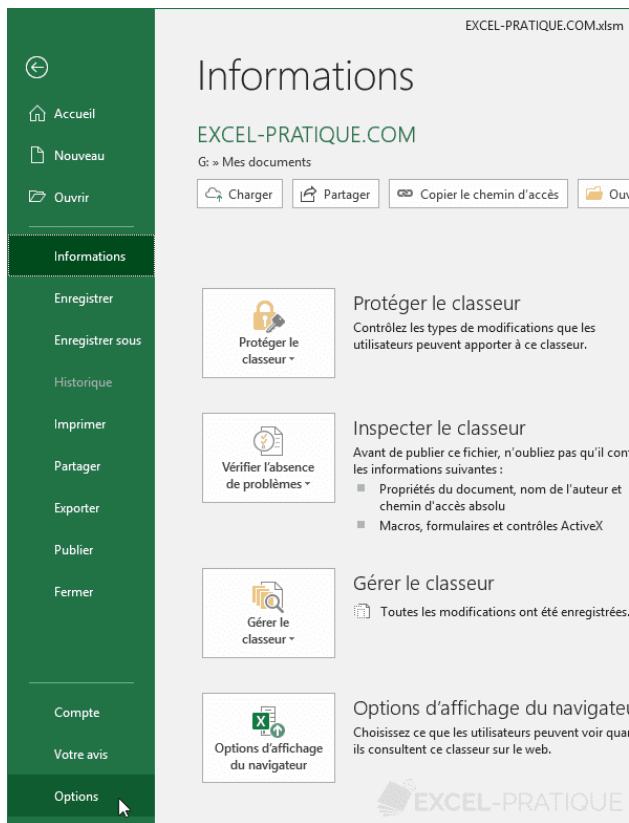 EXCEL-PRATIQUE.COM.xlsm
Informations
Accueil
Nouveau
Ouvrir
Informations
Enregistrer
Enregistrer sous
Historique
Imprimer
Partager
Exporter
Publier
Fermer
Compte
Votre avis
Options
EXCEL-PRATIQUE.COM
G: » Mes documents
Charger
Partager
Copier le chemin d'accès
Protéger le
classeur
Protéger le classeur
Contrôlez les types de modifications que les
utilisateurs peuvent apporter à ce classeur.
Vérifier l'absence
de problèmes
Inspecter le classeur
Avant de publier ce fichier, n'oubliez pas qu'il
les informations suivantes :
Propriétés du document, nom de l'auteur et
chemin d'accès absolu
Macros, formulaires et contrôles ActiveX
Gérer le
classeur
Gérer le classeur
Toutes les modifications ont été enregistrées.
Options d'affichage
du navigateur
Options d'affichage du
Choisissez ce que les utilisateurs peuvent voir
ils consultent ce classeur sur le web.
EXCEL-PRATIQUE